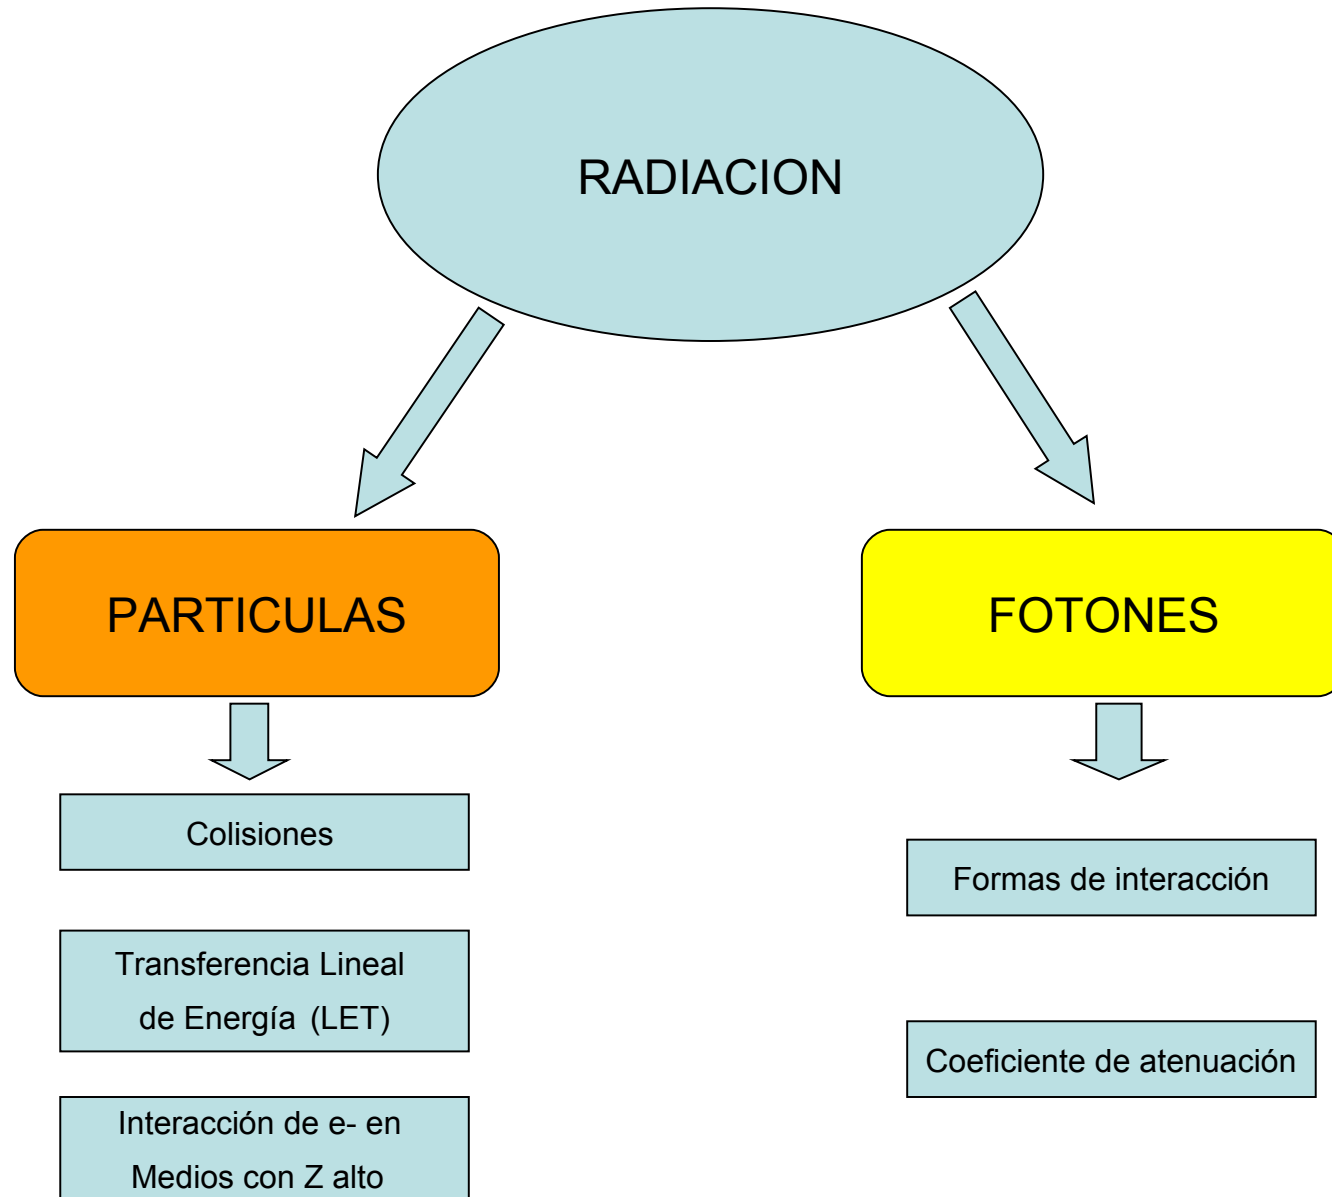 RADIACION
PARTICULAS
FOTONES
Colisiones
Transferencia Lineal
de Energía (LET)
Interacción de e- en
Medios con Z alto
Formas de interacción
Coeficiente de atenuación